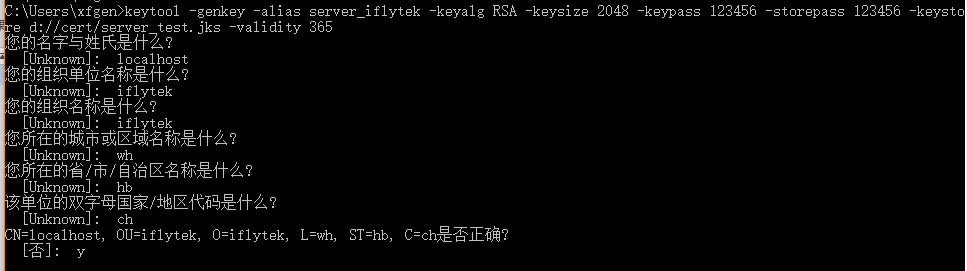 C:\Users\xfgen>keytool -genkey -alias server_iflytek -keyalg RSA -keysize 2048 -keypass 123456 -storepass 123456 -keysto
re d://cert/server_test.jks -validity 365
您的名字与姓氏是什么?
[Unknown]:  localhost
您的组织单位名称是什么?
[Unknown]:  iflytek
您的组织名称是什么?
[Unknown]:  iflytek
您所在的城市或区域名称是什么?
[Unknown]:  wh
您所在的省/市/自治区名称是什么?
[Unknown]:  hb
该单位的双字母国家/地区代码是什么?
[Unknown]:  ch
CN=localhost, OU=iflytek, O=iflytek, L=wh, ST=hb, C=ch是否正确?
[否]:  y